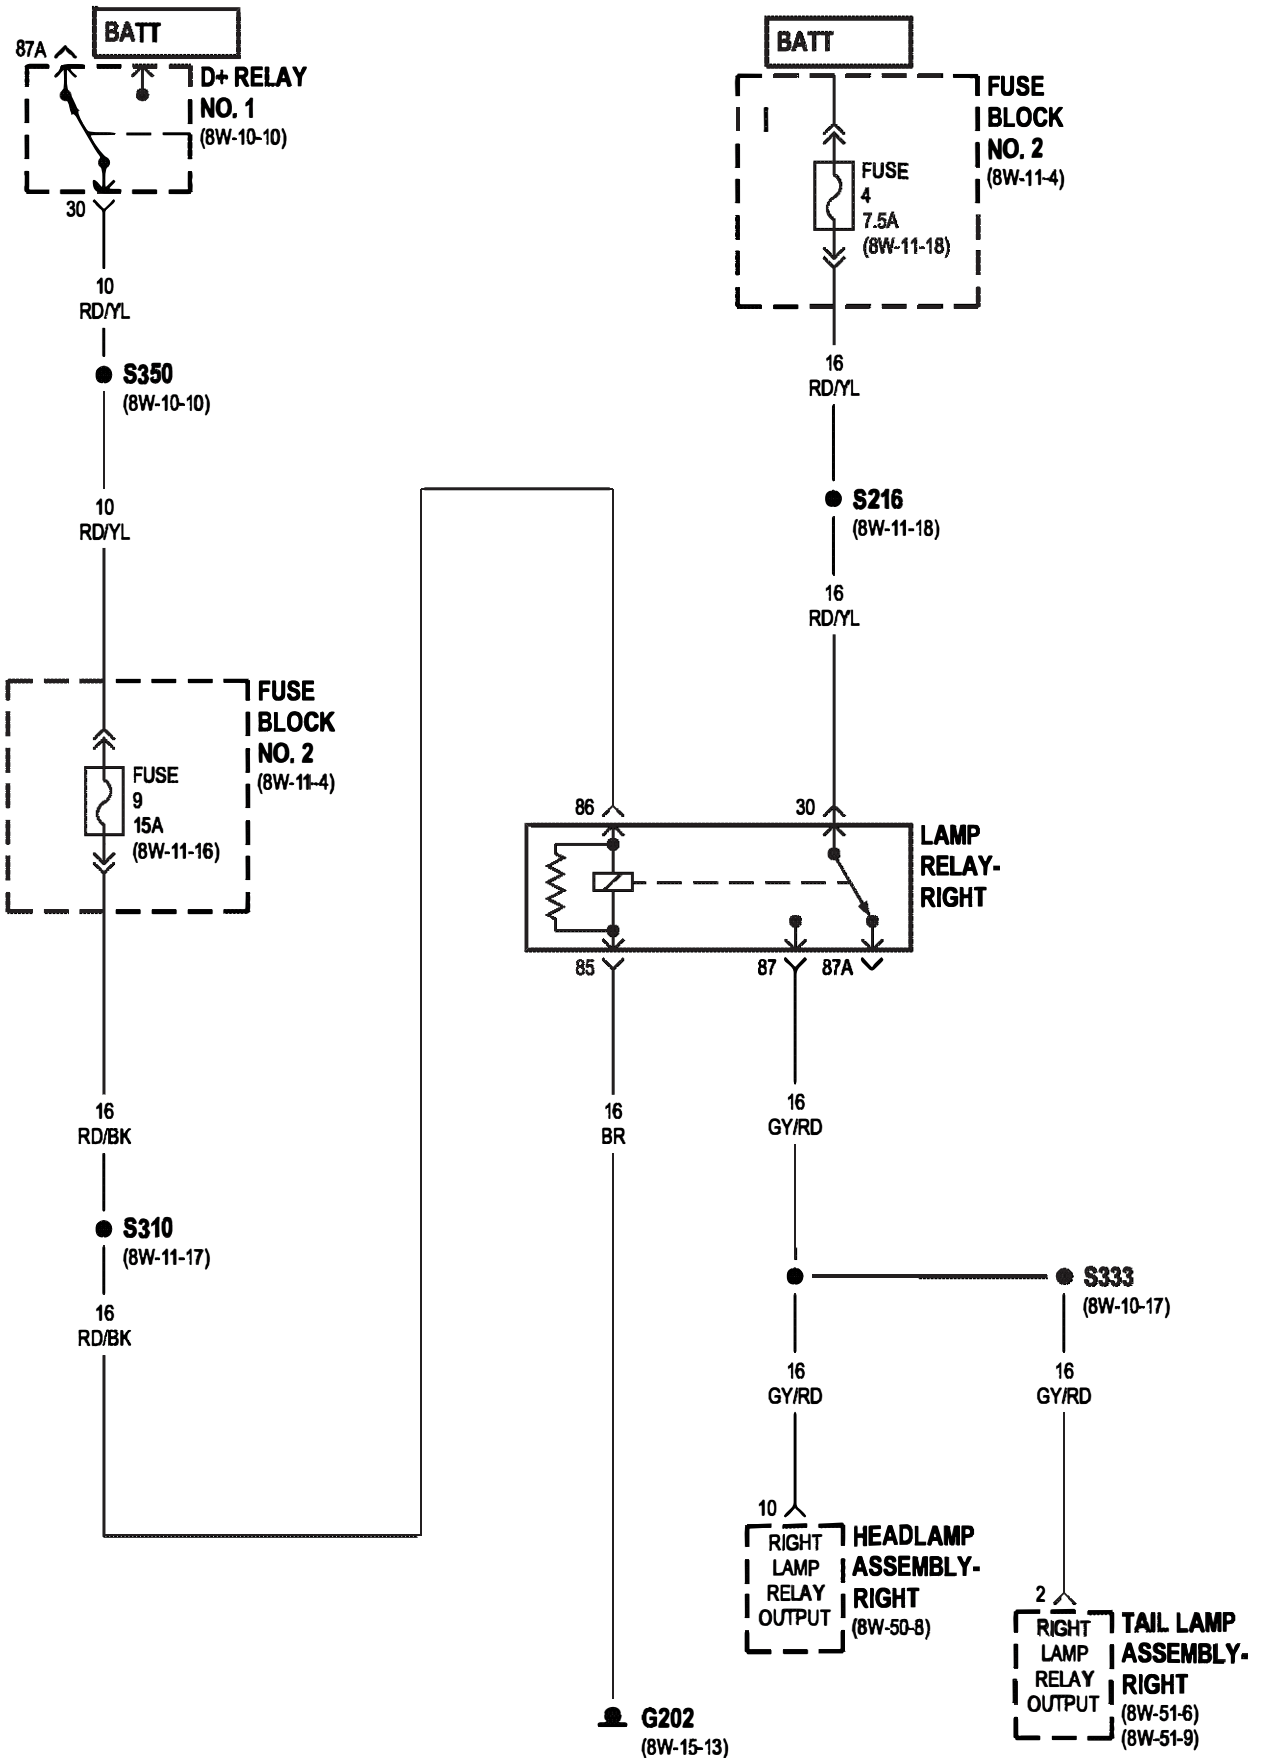 BATT
87A
D+ RELAY
NO. 1
(8W-10-10)
30
10
RD/YL
S350
(8W-10-10)
10
RD/YL
FUSE
BLOCK
NO. 2
(8W-11-4)
FUSE
9
15A
(8W-11-16)
16
RD/BK
S310
(8W-11-17)
16
RD/BK
BATT
FUSE
BLOCK
NO. 2
(8W-11-4)
FUSE
4
7.5A
(8W-11-18)
16
RD/YL
S216
(8W-11-18)
16
RD/YL
86
30
LAMP
RELAY-
RIGHT
85
87
87A
16
BR
16
GY/RD
S333
(8W-10-17)
16
GY/RD
16
GY/RD
10
RIGHT
LAMP
RELAY
OUTPUT
HEADLAMP
ASSEMBLY-
RIGHT
(8W-50-8)
2
RIGHT
LAMP
RELAY
OUTPUT
TAIL LAMP
ASSEMBLY-
RIGHT
(8W-51-6)
(8W-51-9)
G202
(8W-15-13)